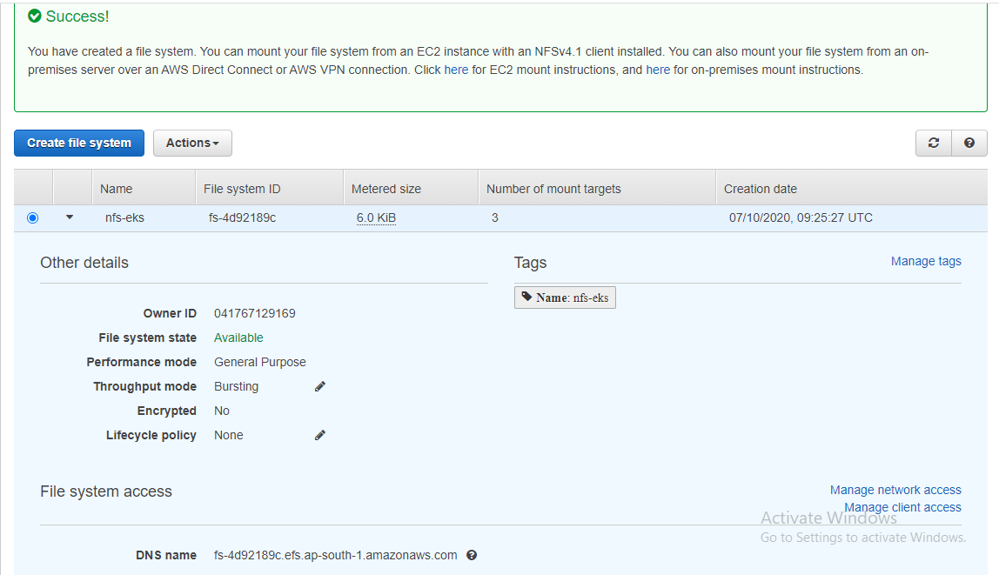 Success!
You have created a file system. You can mount your file system from an EC2 instance with an NFSv4.1 client installed. You can also mount your file system from an on-
premises server over an AWS Direct Connect or AWS VPN connection. Click here for EC2 mount instructions, and here for on-premises mount instructions.
Create file system Actions
Name File system ID Metered size Number of mount targets Creation date
nfs-eks fs-4d92189c 6.0 KiB 3 07/10/2020, 09:25:27 UTC
Other details
Owner ID 041767129169
File system state Available
Performance mode General Purpose
Throughput mode Bursting
Encrypted No
Lifecycle policy None
Tags Manage tags
Name: nfs-eks
File system access
Manage network access
Manage client access
DNS name fs-4d92189c.efs.ap-south-1.amazonaws.com
Activate Windows
Go to Settings to activate Windows.